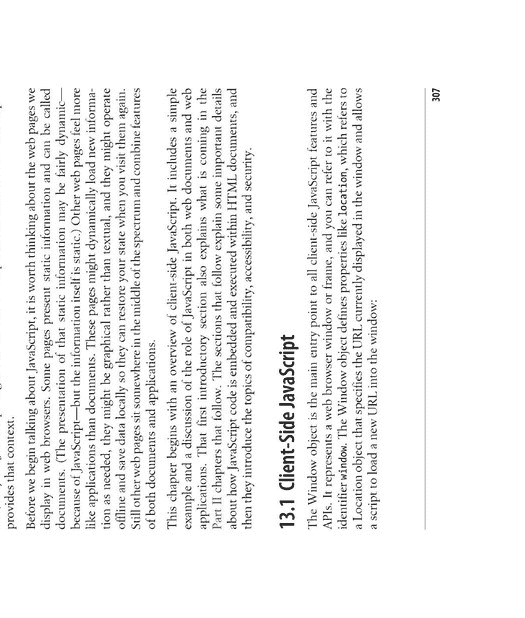 provides that context.
Before we begin talking about JavaScript, it is worth thinking about the web pages we
display in web browsers. Some pages present static information and can be called
documents. (The presentation of that static information may be fairly dynamic—
because of JavaScript—but the information itself is static.) Other web pages feel more
like applications than documents. These pages might dynamically load new informa-
tion as needed, they might be graphical rather than textual, and they might operate
offline and save data locally so they can restore your state when you visit them again.
Still other web pages sit somewhere in the middle of the spectrum and combine features
of both documents and applications.
This chapter begins with an overview of client-side JavaScript. It includes a simple
example and a discussion of the role of JavaScript in both web documents and web
applications. That first introductory section also explains what is coming in the
Part II chapters that follow. The sections that follow explain some important details
about how JavaScript code is embedded and executed within HTML documents, and
then they introduce the topics of compatibility, accessibility, and security.
13.1 Client-Side JavaScript
The Window object is the main entry point to all client-side JavaScript features and
APIs. It represents a web browser window or frame, and you can refer to it with the
identifier window. The Window object defines properties like location, which refers to
a Location object that specifies the URL currently displayed in the window and allows
a script to load a new URL into the window:
307